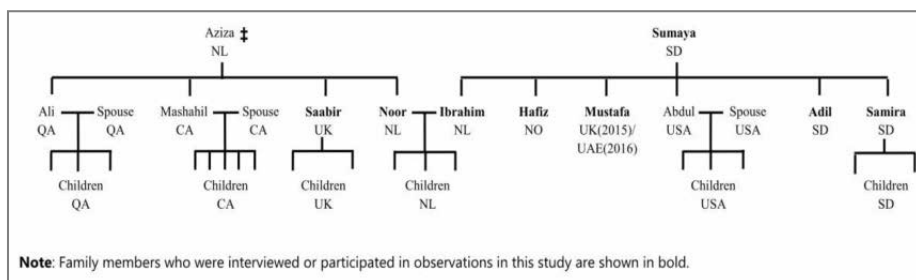 Aziza ‡ Sumaya
NL SD
Ali Spouse Mashahil Spouse Saabir Noor Ibrahim Hafiz Mustafa Abdul Spouse Adil Samira
QA QA CA CA UK NL NL NO UK(2015)/ USA USA SD SD
UAE(2016)
Children Children Children Children Children Children
QA CA UK NL USA SD
Note: Family members who were interviewed or participated in observations in this study are shown in bold.